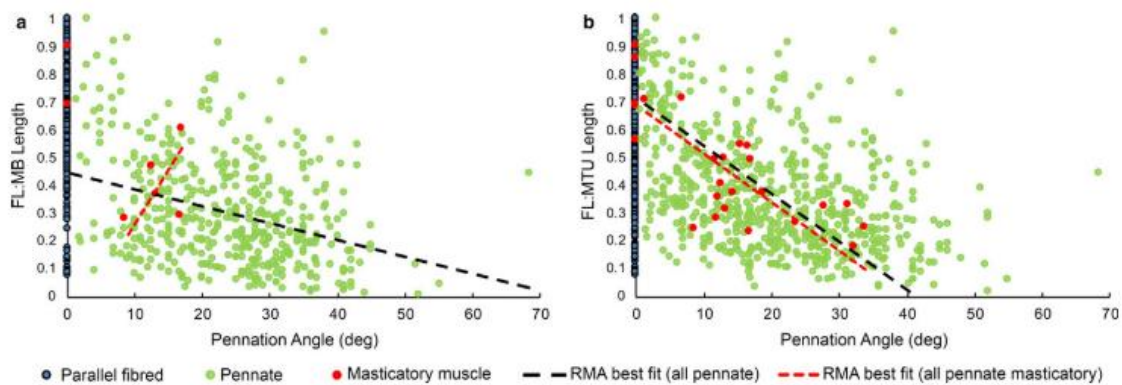 a
b
FL:MB Length
1
0.9
0.8
0.7
0.6
0.5
0.4
0.3
0.2
0.1
0
0 10 20 30 40 50 60 70
Pennation Angle (deg)
FL:MTU Length
1
0.9
0.8
0.7
0.6
0.5
0.4
0.3
0.2
0.1
0
0 10 20 30 40 50 60 70
Pennation Angle (deg)
Parallel fibred Pennate Masticatory muscle RMA best fit (all pennate) RMA best fit (all pennate masticatory)